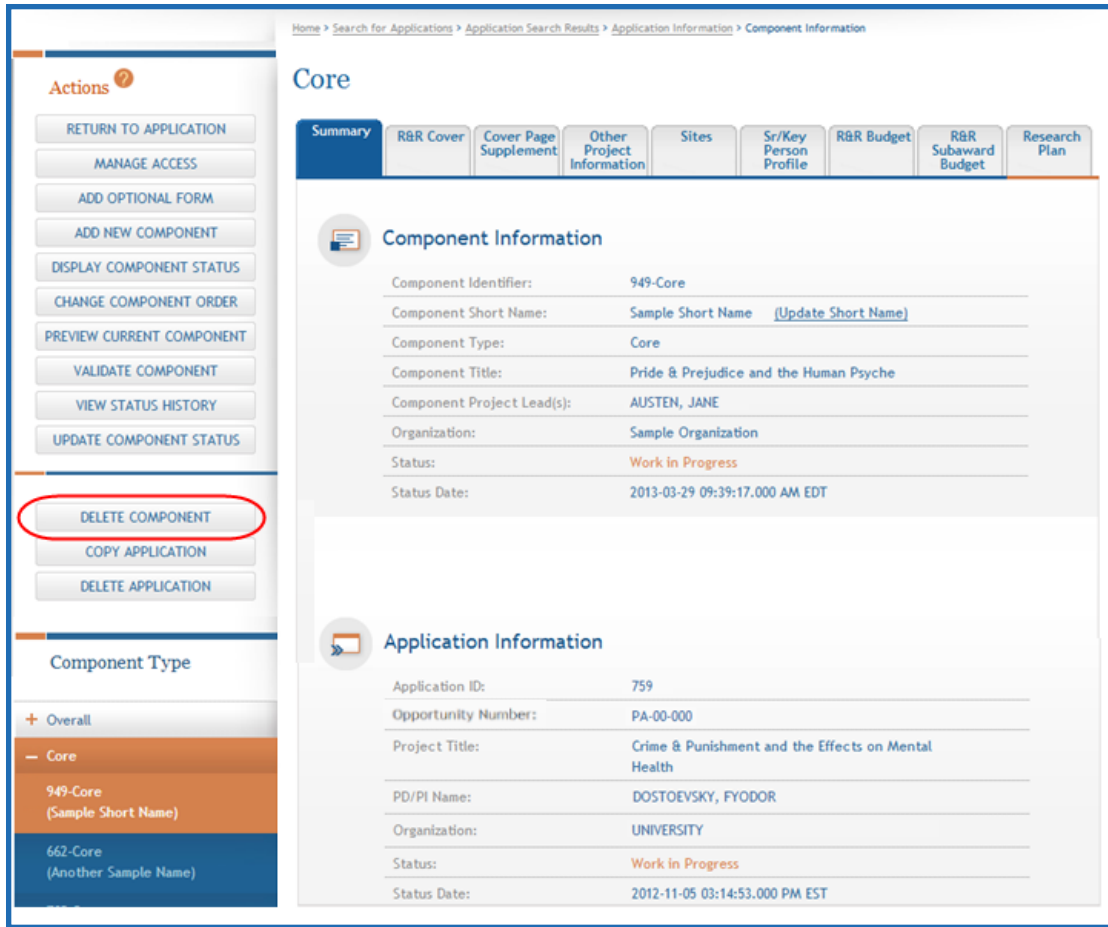 Home > Search for Applications > Application Search Results > Application Information > Component Information
Actions ?
RETURN TO APPLICATION
MANAGE ACCESS
ADD OPTIONAL FORM
ADD NEW COMPONENT
DISPLAY COMPONENT STATUS
CHANGE COMPONENT ORDER
PREVIEW CURRENT COMPONENT
VALIDATE COMPONENT
VIEW STATUS HISTORY
UPDATE COMPONENT STATUS
DELETE COMPONENT
COPY APPLICATION
DELETE APPLICATION
Component Type
+ Overall
– Core
949-Core
(Sample Short Name)
662-Core
(Another Sample Name)
Core
Summary
R&R Cover
Cover Page
Supplement
Other
Project
Information
Sites
Sr/Key
Person
Profile
R&R Budget
R&R
Subaward
Budget
Research
Plan
Component Information
Component Identifier: 949-Core
Component Short Name: Sample Short Name (Update Short Name)
Component Type: Core
Component Title: Pride & Prejudice and the Human Psyche
Component Project Lead(s): AUSTEN, JANE
Organization: Sample Organization
Status: Work in Progress
Status Date: 2013-03-29 09:39:17.000 AM EDT
Application Information
Application ID: 759
Opportunity Number: PA-00-000
Project Title: Crime & Punishment and the Effects on Mental
Health
PD/PI Name: DOSTOEVSKY, FYODOR
Organization: UNIVERSITY
Status: Work in Progress
Status Date: 2012-11-05 03:14:53.000 PM EST